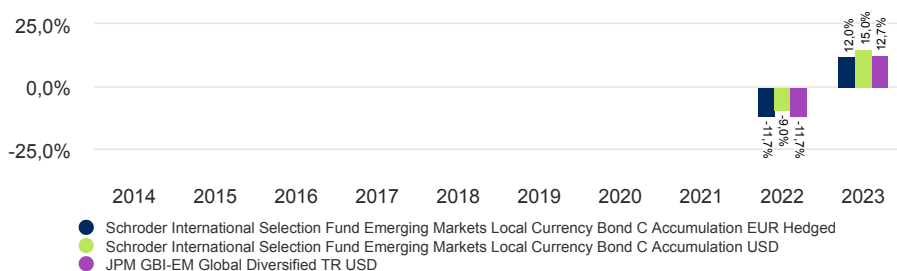 25,0%
0,0%
-25,0%
-11,7%
-9,0%
-11,7%
12,0%
15,0%
12,7%
2014 2015 2016 2017 2018 2019 2020 2021 2022 2023
Schroder International Selection Fund Emerging Markets Local Currency Bond C Accumulation EUR Hedged
Schroder International Selection Fund Emerging Markets Local Currency Bond C Accumulation USD
JPM GBI-EM Global Diversified TR USD